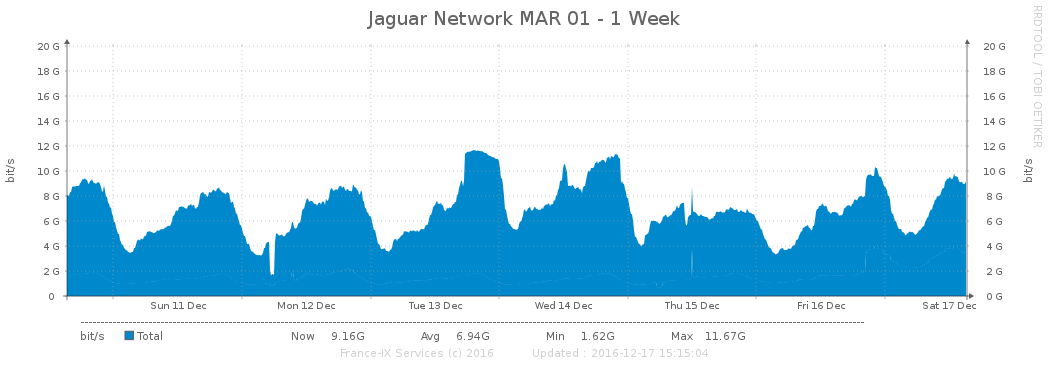 Jaguar Network MAR 01 - 1 Week
RRDTOOL / TOBI OETIKER
bit/s
bit/s
20 G 20 G
18 G 18 G
16 G 16 G
14 G 14 G
12 G 12 G
10 G 10 G
8 G 8 G
6 G 6 G
4 G 4 G
2 G 2 G
0 0 G
Sun 11 Dec Mon 12 Dec Tue 13 Dec Wed 14 Dec Thu 15 Dec Fri 16 Dec Sat 17 Dec
bit/s Total Now 9.16G Avg 6.94G Min 1.62G Max 11.67G
France-IX Services (c) 2016 Updated : 2016-12-17 15:15:04